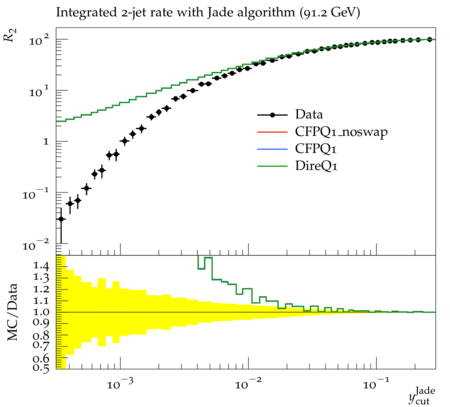 Integrated 2-jet rate with Jade algorithm (91.2 GeV)
R₂
10²
10¹
1
10⁻¹
10⁻²
Data
CFPQ1_noswap
CFPQ1
DireQ1
MC/Data
1.4
1.3
1.2
1.1
1.0
0.9
0.8
0.7
0.6
0.5
10⁻³
10⁻²
10⁻¹
y_cut^Jade